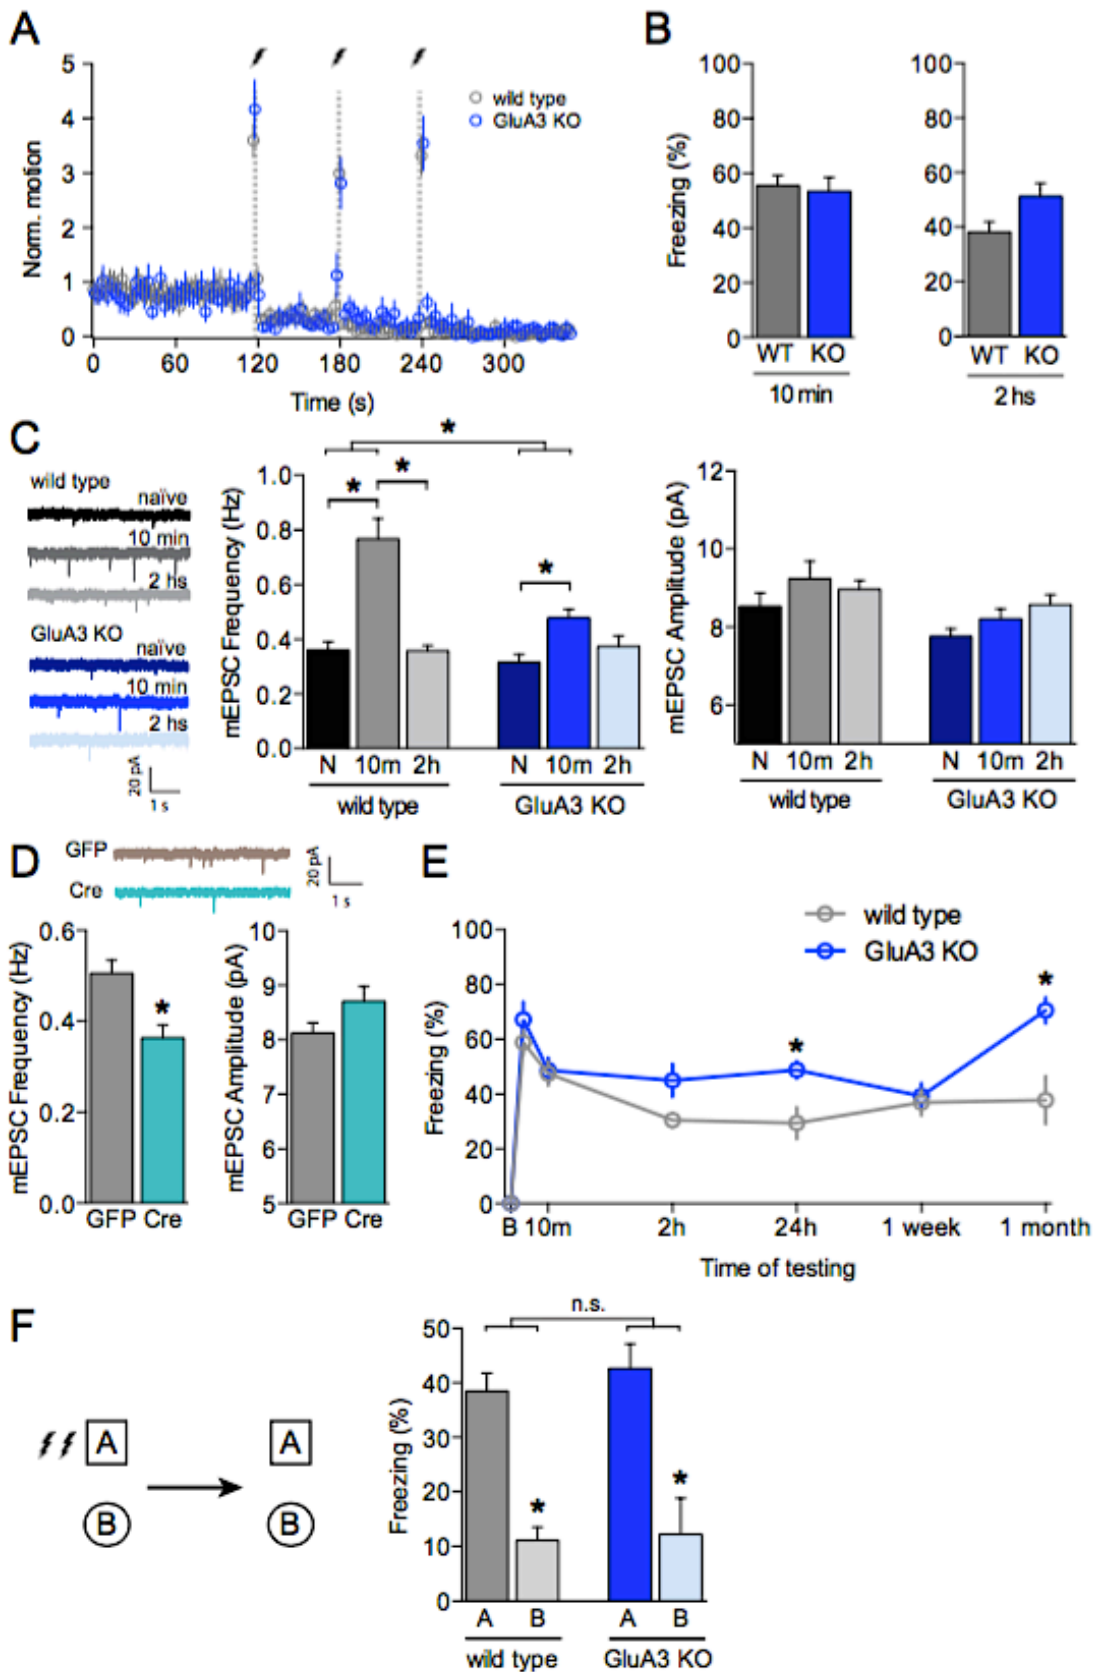 A
5
4
3
2
1
0
Norm. motion
0 60 120 180 240 300
Time (s)
wild type
GluA3 KO
B
100
80
60
40
20
0
Freezing (%)
WT KO
10 min
100
80
60
40
20
0
WT KO
2 hs
C
wild type
naïve
10 min
2 hs
GluA3 KO
naïve
10 min
2 hs
20 pA
1 s
*
* *
*
1.0
0.8
0.6
0.4
0.2
0.0
mEPSC Frequency (Hz)
N 10m 2h N 10m 2h
wild type GluA3 KO
12
10
8
6
mEPSC Amplitude (pA)
N 10m 2h N 10m 2h
wild type GluA3 KO
D
GFP
Cre
20 pA
1 s
0.6
0.4
0.2
0.0
mEPSC Frequency (Hz)
*
GFP Cre
10
9
8
7
6
5
mEPSC Amplitude (pA)
GFP Cre
E
wild type
GluA3 KO
100
80
60
40
20
0
Freezing (%)
* *
B 10m 2h 24h 1 week 1 month
Time of testing
F
A A
B B
n.s.
50
40
30
20
10
0
Freezing (%)
* *
A B A B
wild type GluA3 KO